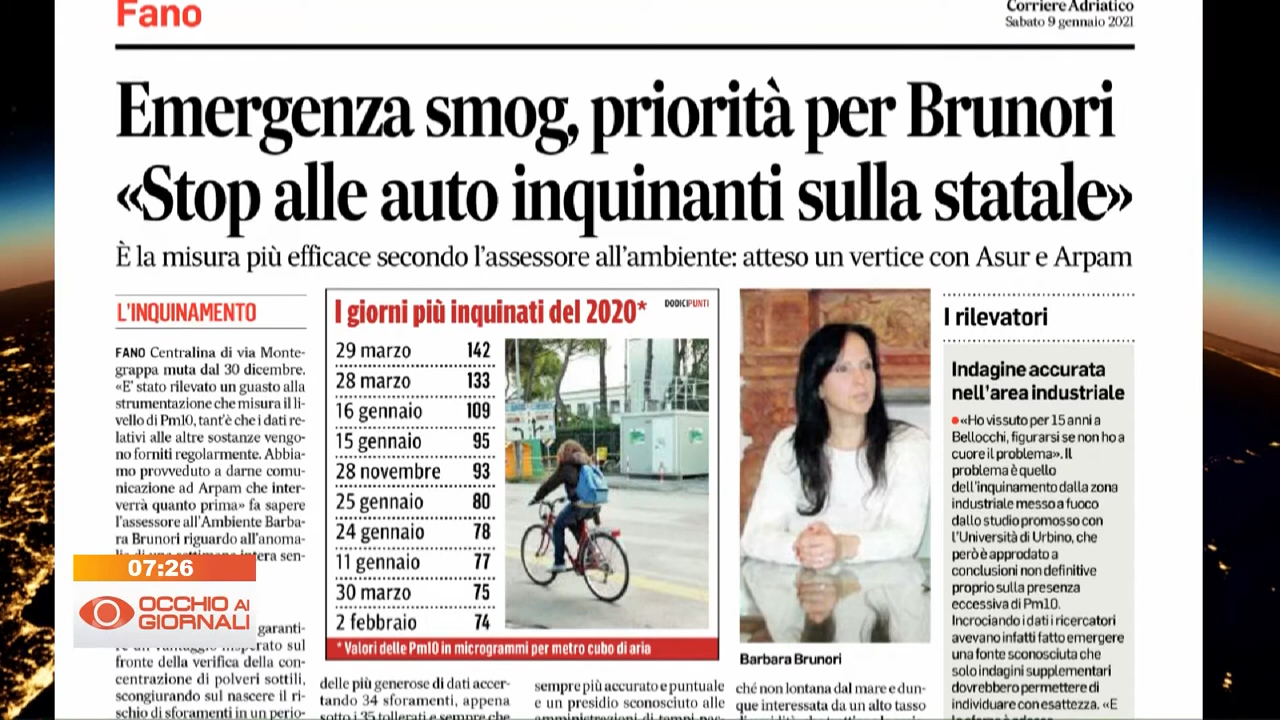 Fano
Corriere Adriatico
Sabato 9 gennaio 2021
Emergenza smog, priorità per Brunori
«Stop alle auto inquinanti sulla statale»
È la misura più efficace secondo l'assessore all'ambiente: atteso un vertice con Asur e Arpam
L'INQUINAMENTO
FANO Centralina di via Monte-
grappa muta dal 30 dicembre.
«E' stato rilevato un guasto alla
strumentazione che misura il li-
vello di Pm10, tant'è che i dati re-
lativi alle altre sostanze vengo-
no forniti regolarmente. Abbia-
mo provveduto a darne comu-
nicazione ad Arpam che inter-
verrà quanto prima» fa sapere
l'assessore all'Ambiente Barba-
ra Brunori riguardo all'anoma-
lia di una settimana intera sen-
07:26
OCCHIO AI
GIORNALI
garanti-
sul
fronte della verifica della con-
centrazione di polveri sottili,
scongiurando sul nascere il ri-
schio di sforamenti in un perio-
I giorni più inquinati del 2020*
DODICIPUNTI
29 marzo 142
28 marzo 133
16 gennaio 109
15 gennaio 95
28 novembre 93
25 gennaio 80
24 gennaio 78
11 gennaio 77
30 marzo 75
2 febbraio 74
* Valori delle Pm10 in microgrammi per metro cubo di aria
delle più generose di dati accer-
tando 34 sforamenti, appena
sotto i 35 tollerati e sempre che
sempre più accurato e puntuale
e un presidio sconosciuto alle
Barbara Brunori
ché non lontana dal mare e dun-
que interessata da un alto tasso
I rilevatori
Indagine accurata
nell'area industriale
«Ho vissuto per 15 anni a
Bellocchi, figurarsi se non ho a
cuore il problema». Il
problema è quello
dell'inquinamento dalla zona
industriale messo a fuoco
dallo studio promosso con
l'Università di Urbino, che
però è approdato a
conclusioni non definitive
proprio sulla presenza
eccessiva di Pm10.
Incrociando i dati i ricercatori
avevano infatti fatto emergere
una fonte sconosciuta che
solo indagini supplementari
dovrebbero permettere di
individuare con esattezza. «E